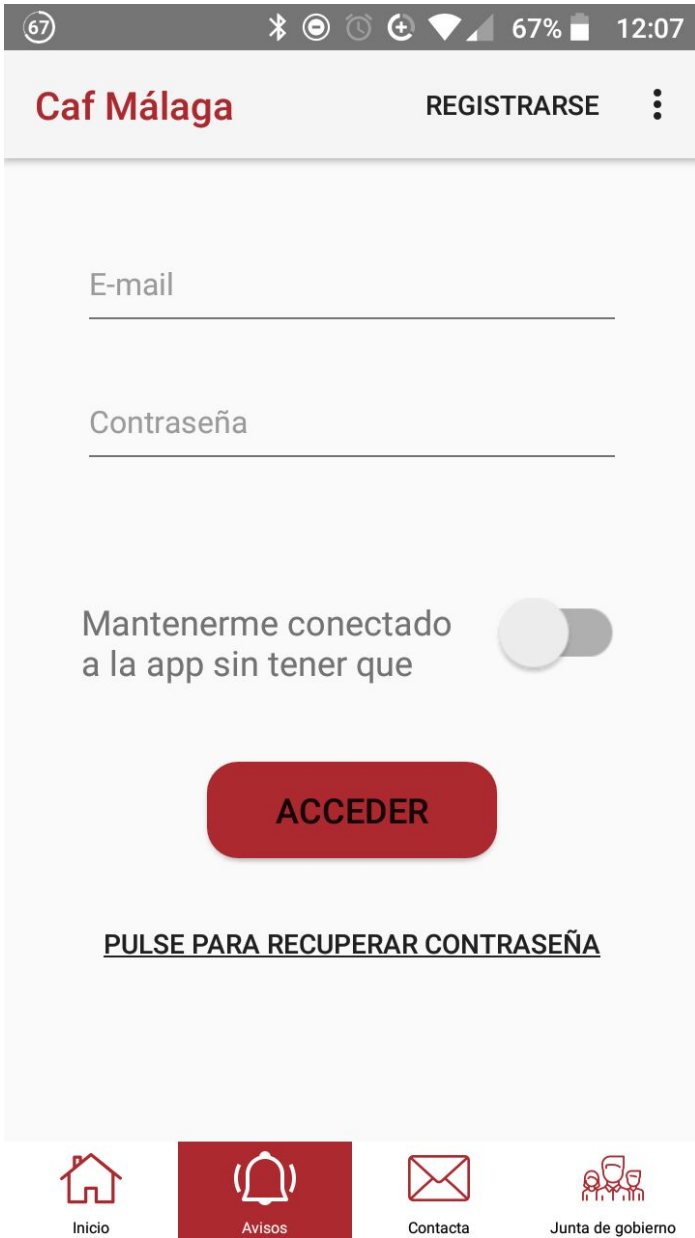 67
67%
12:07
Caf Málaga
REGISTRARSE
E-mail
Contraseña
Mantenerme conectado
a la app sin tener que
ACCEDER
PULSE PARA RECUPERAR CONTRASEÑA
Inicio
Avisos
Contacta
Junta de gobierno